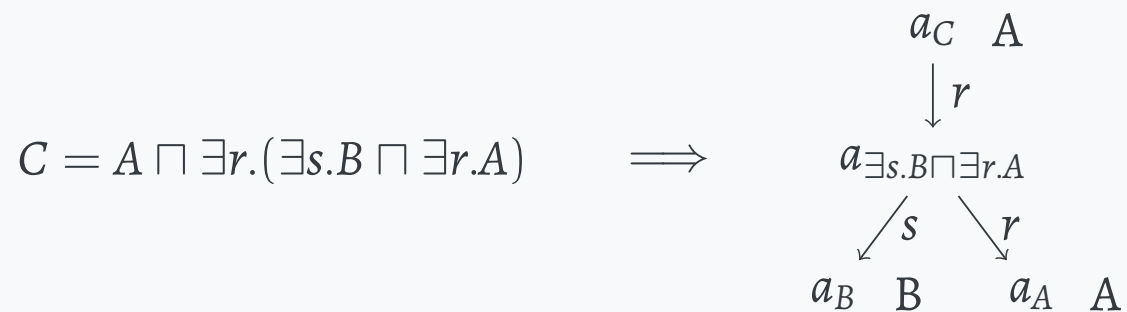 a_C A
r
C = A ⊓ ∃r.(∃s.B ⊓ ∃r.A) ⟹ a_{∃s.B⊓∃r.A}
s r
a_B B a_A A